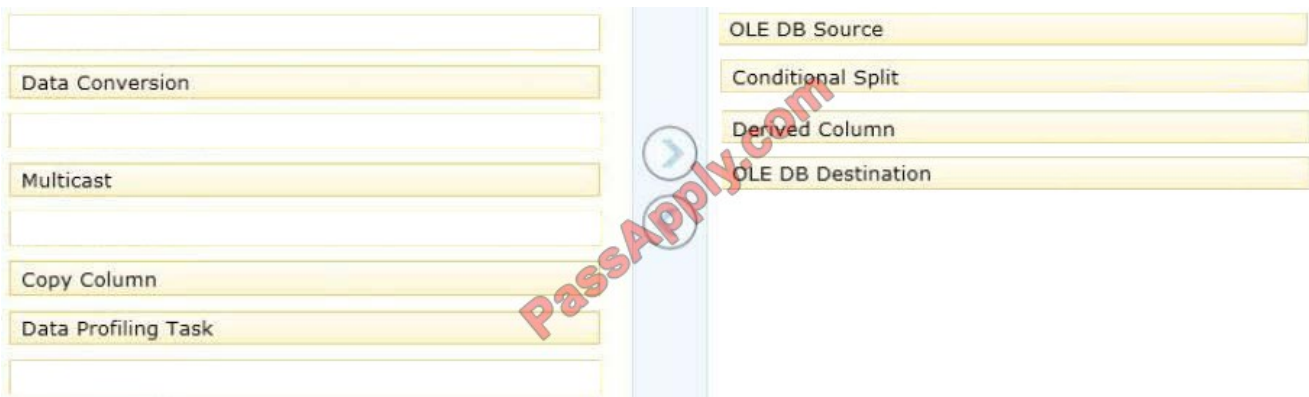 Data Conversion
Multicast
Copy Column
Data Profiling Task
OLE DB Source
Conditional Split
Derived Column
OLE DB Destination
PassApply.com